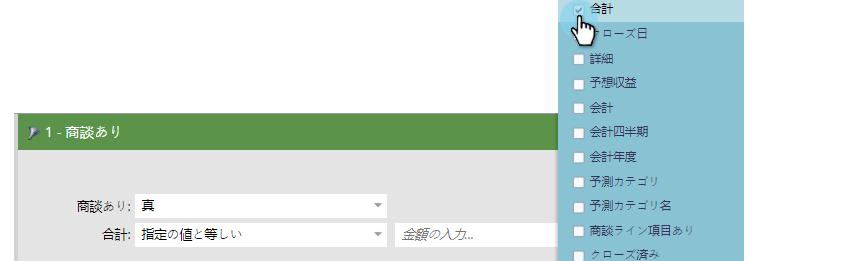 合計
クローズ日
詳細
予想収益
会計
会計四半期
会計年度
予測カテゴリ
予測カテゴリ名
商談ライン項目あり
クローズ済み
1 - 商談あり
商談あり: 真
合計: 指定の値と等しい 金額の入力...